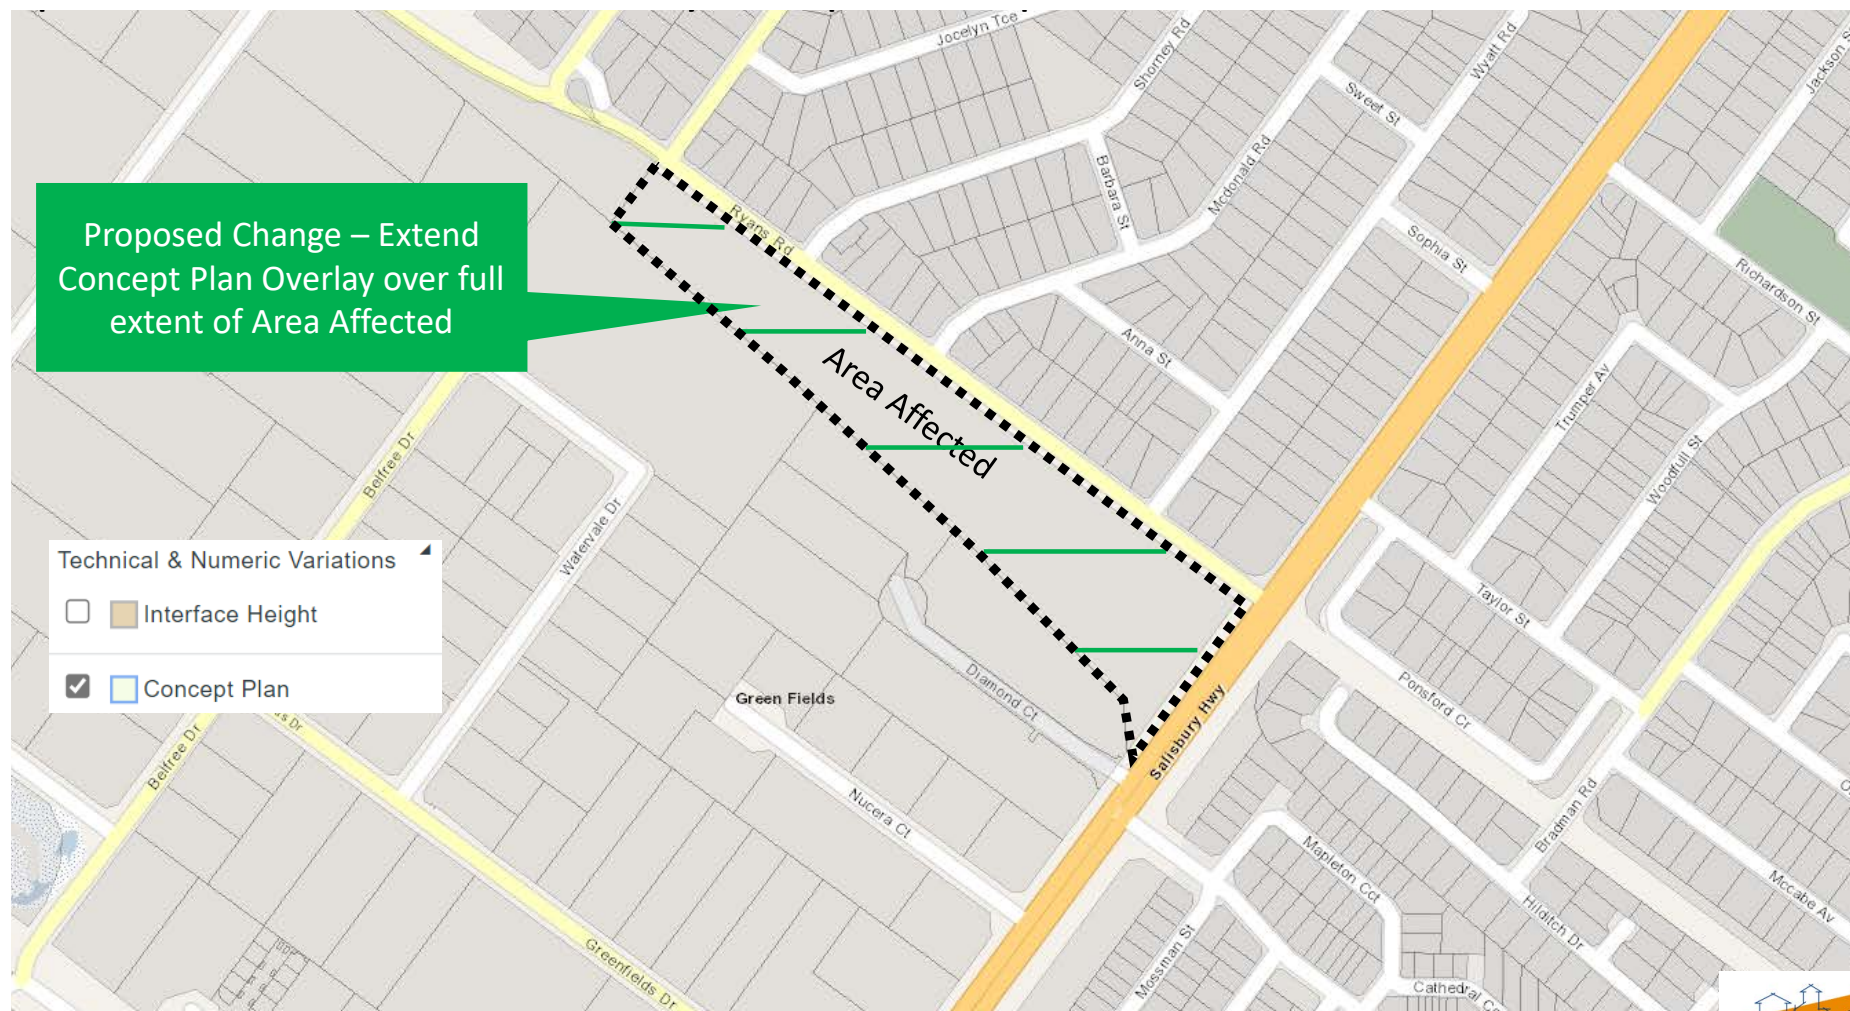 Jocelyn Tce
Shorney Rd
Wyatt Rd
Sweet St
Barbara St
Mcdonald Rd
Ryans Rd
Sophia St
Richardson St
Proposed Change – Extend
Concept Plan Overlay over full
extent of Area Affected
Anna St
Area Affected
Trumper Av
Belfree Dr
Woodfull St
Watervale Dr
Technical & Numeric Variations
Interface Height
Concept Plan
Taylor St
Ponsford Cr
Diamond Ct
Green Fields
Salisbury Hwy
Belfree Dr
Nucera Ct
Bradman Rd
Mapleton Cct
Mccabe Av
Hilditch Dr
Greenfields Dr
Mossman St
Cathedral